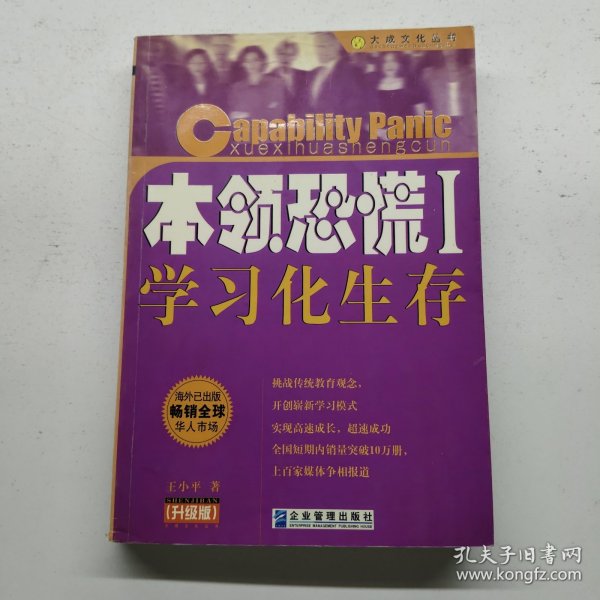 大成文化丛书
Capability Panic
xuexihuashengcun
本领恐慌I
学习化生存
海外已出版
畅销全球
华人市场
挑战传统教育观念，
开创崭新学习模式
实现高速成长，超速成功
全国短期内销量突破10万册，
上百家媒体争相报道
王小平 著
SHENJIBAN
(升级版)
企业管理出版社
ENTERPRISE MANAGEMENT PUBLISHING HOUSE
孔夫子旧书网
www.kongfz.com